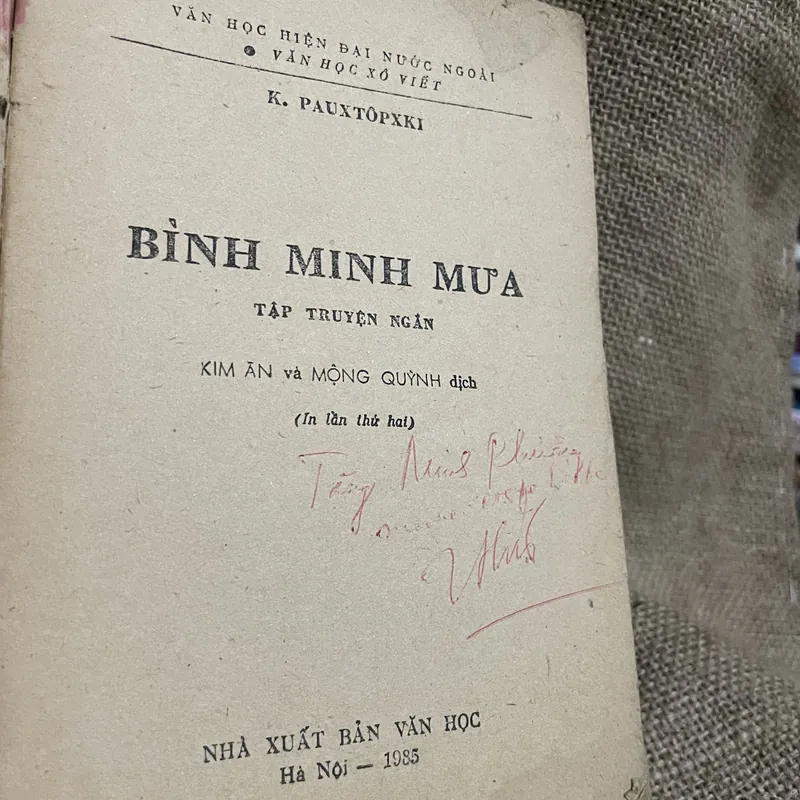 VĂN HỌC HIỆN ĐẠI NƯỚC NGOÀI
• VĂN HỌC XÔ VIẾT
K. PAUXTÔPXKI
BÌNH MINH MƯA
TẬP TRUYỆN NGẮN
KIM ÂN và MỘNG QUỲNH dịch
(In lần thứ hai)
Tặng Minh Phương
NHÀ XUẤT BẢN VĂN HỌC
Hà Nội — 1985